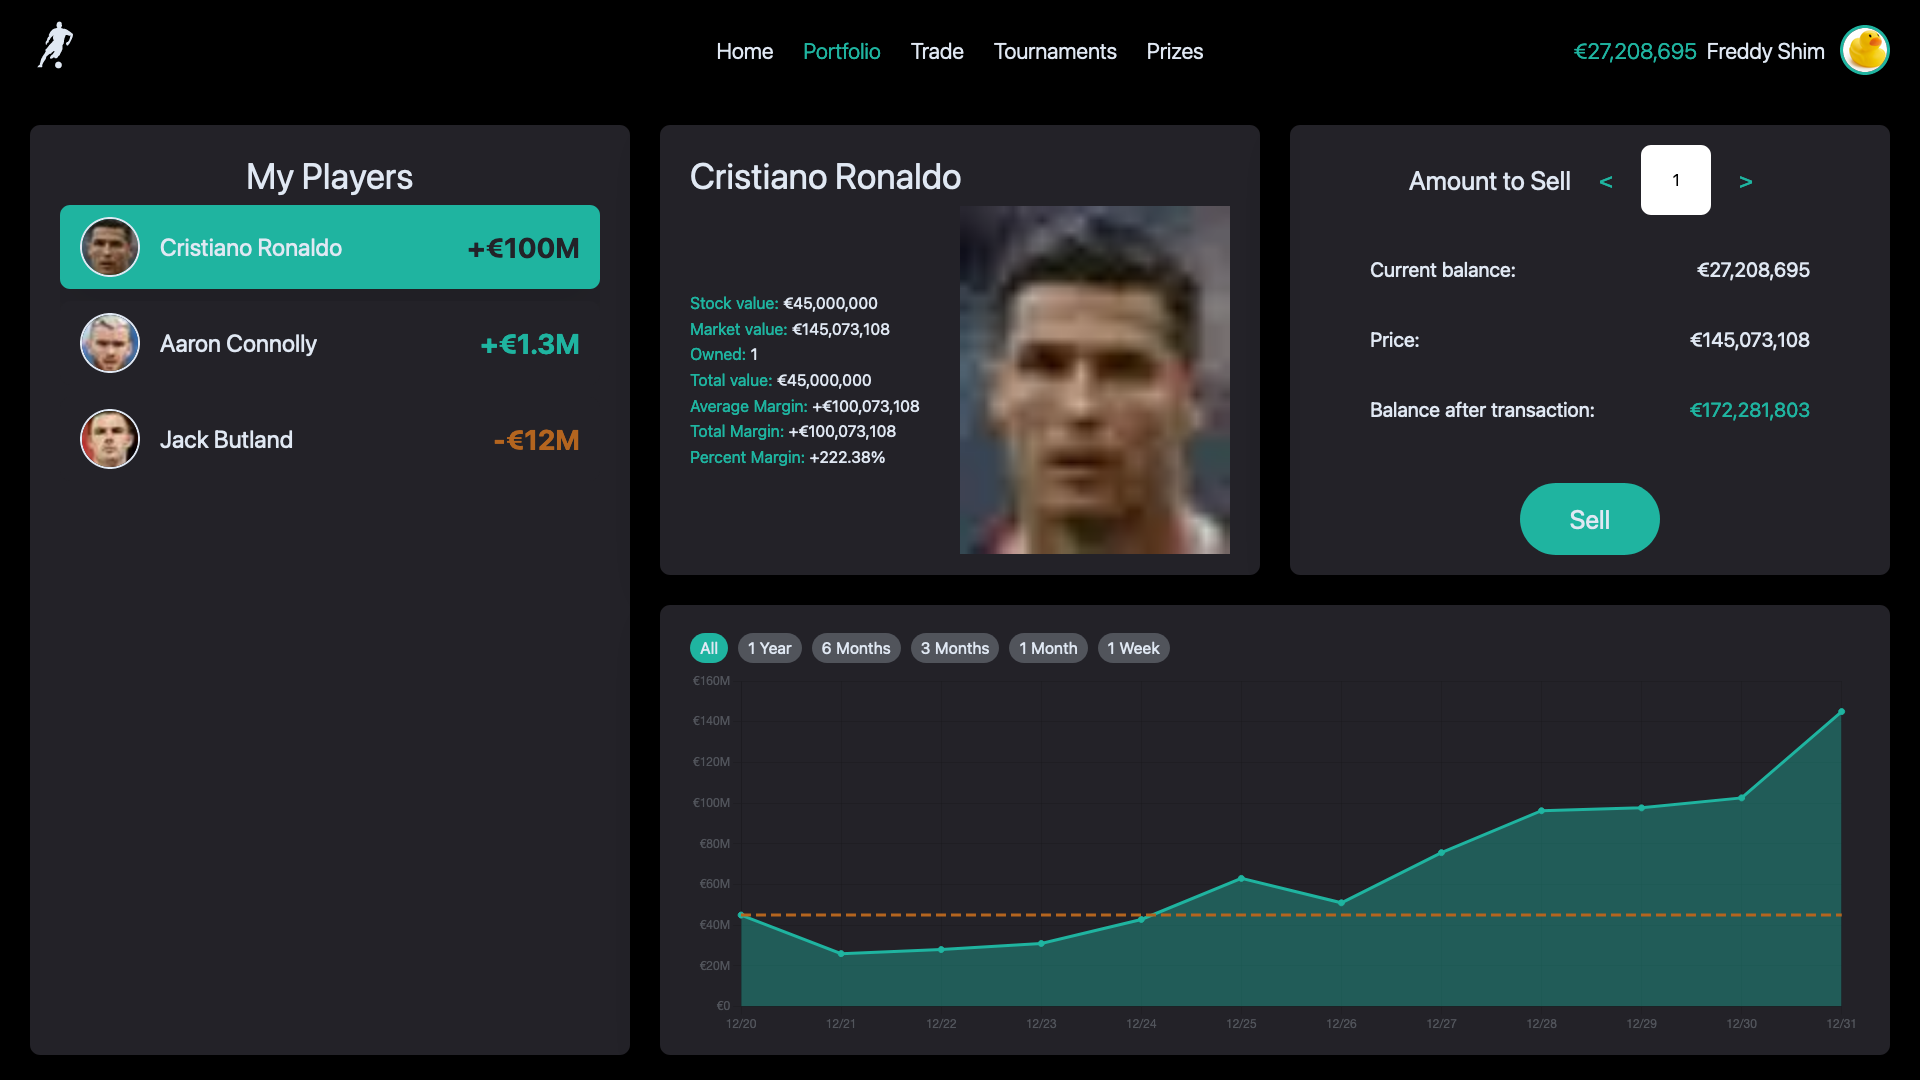 Home Portfolio Trade Tournaments Prizes €27,208,695 Freddy Shim
My Players
Cristiano Ronaldo +€100M
Aaron Connolly +€1.3M
Jack Butland -€12M
Cristiano Ronaldo
Stock value: €45,000,000
Market value: €145,073,108
Owned: 1
Total value: €45,000,000
Average Margin: +€100,073,108
Total Margin: +€100,073,108
Percent Margin: +222.38%
Amount to Sell < 1 >
Current balance: €27,208,695
Price: €145,073,108
Balance after transaction: €172,281,803
Sell
All 1 Year 6 Months 3 Months 1 Month 1 Week
€160M
€140M
€120M
€100M
€80M
€60M
€40M
€20M
€0
12/20 12/21 12/22 12/23 12/24 12/25 12/26 12/27 12/28 12/29 12/30 12/31